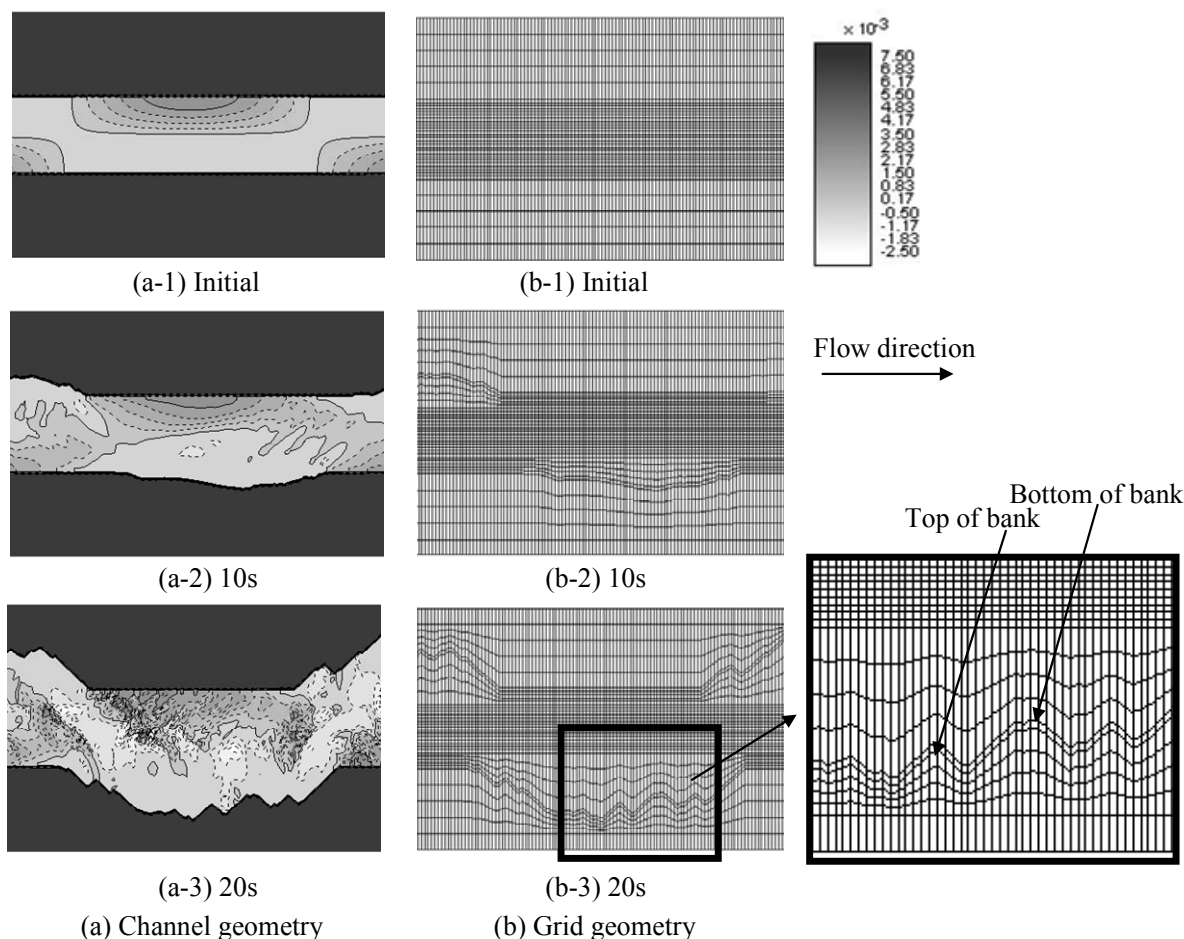 × 10⁻³
7.50
6.83
6.17
5.50
4.83
4.17
3.50
2.83
2.17
1.50
0.83
0.17
-0.50
-1.17
-1.83
-2.50
(a-1) Initial
(b-1) Initial
Flow direction
(a-2) 10s
(b-2) 10s
Bottom of bank
Top of bank
(a-3) 20s
(b-3) 20s
(a) Channel geometry
(b) Grid geometry